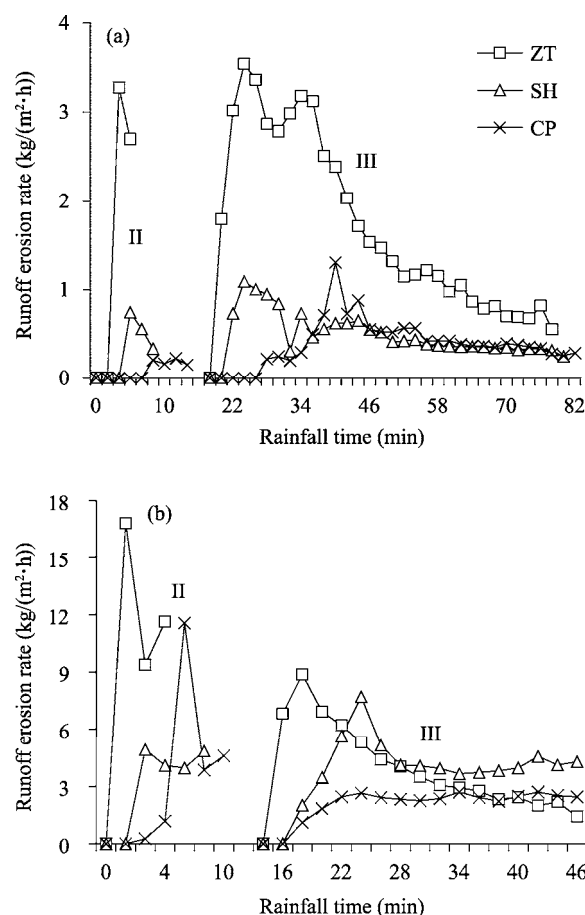 (a)
ZT
SH
CP
II
III
Runoff erosion rate (kg/(m²·h))
4
3
2
1
0
0 10 22 34 46 58 70 82
Rainfall time (min)
(b)
II
III
Runoff erosion rate (kg/(m²·h))
18
15
12
9
6
3
0
0 4 10 16 22 28 34 40 46
Rainfall time (min)